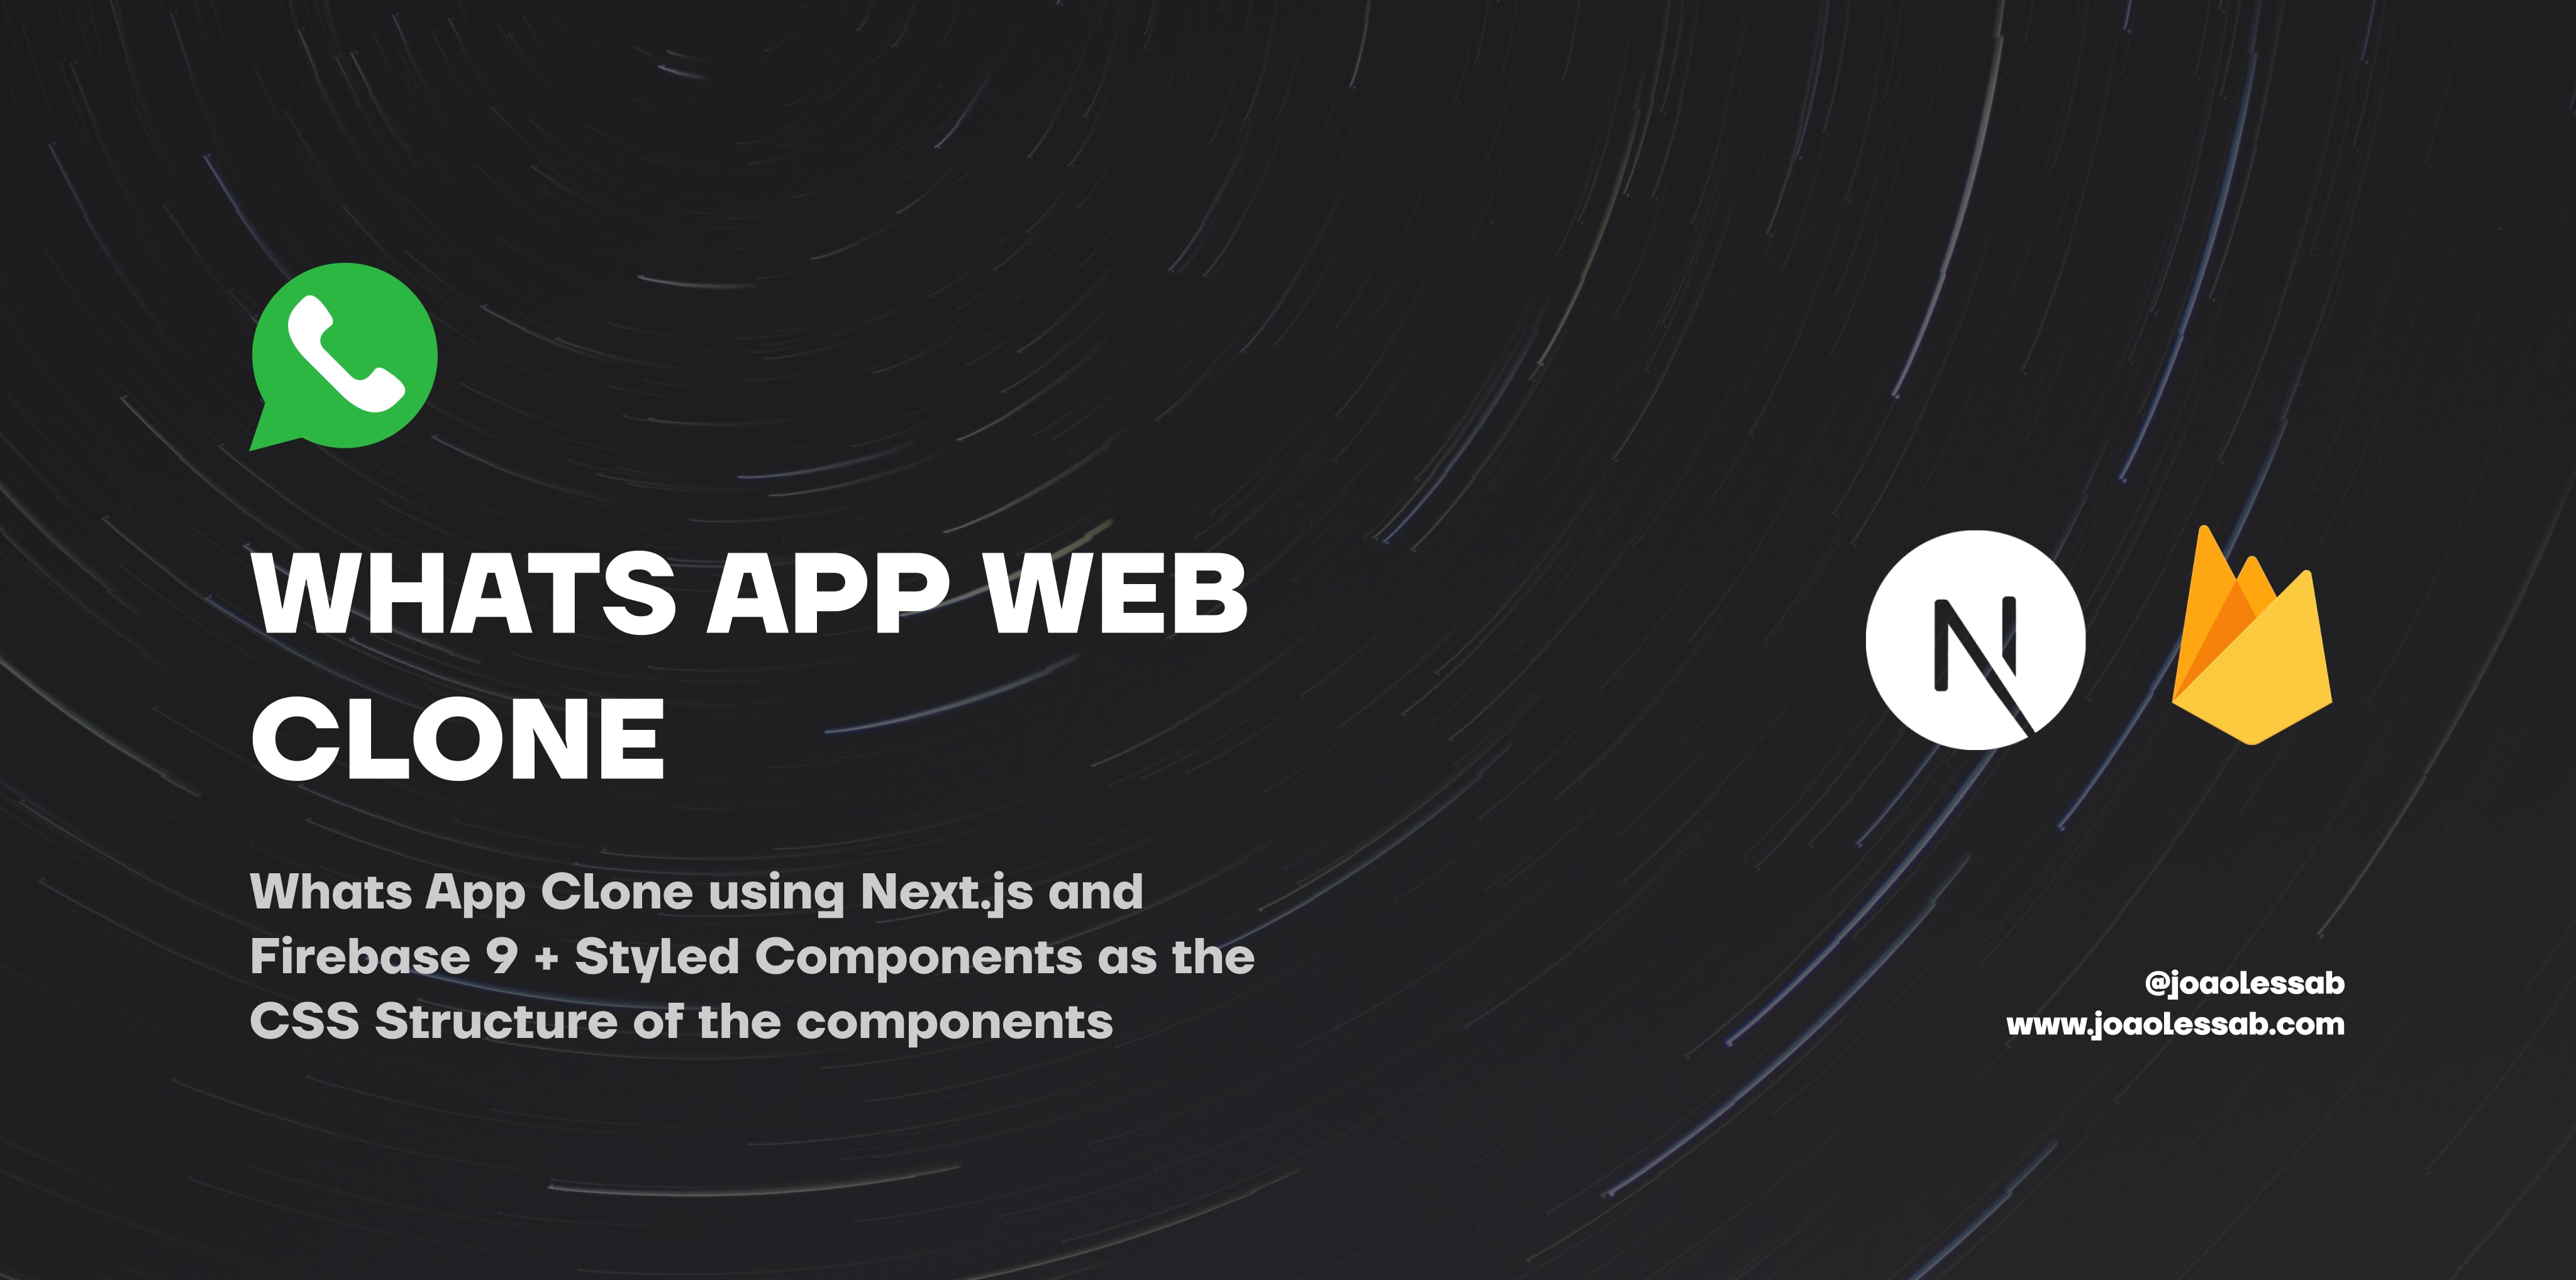 WHATS APP WEB
CLONE
Whats App Clone using Next.js and
Firebase 9 + Styled Components as the
CSS Structure of the components
N
@joaolessab
www.joaolessab.com